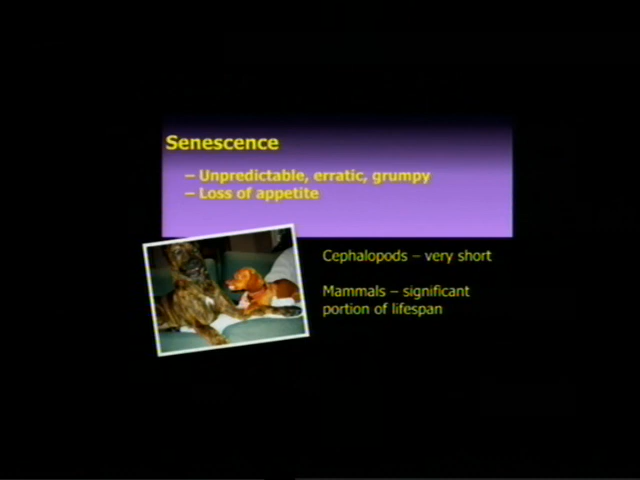 Senescence
– Unpredictable, erratic, grumpy
– Loss of appetite
Cephalopods – very short
Mammals – significant
portion of lifespan